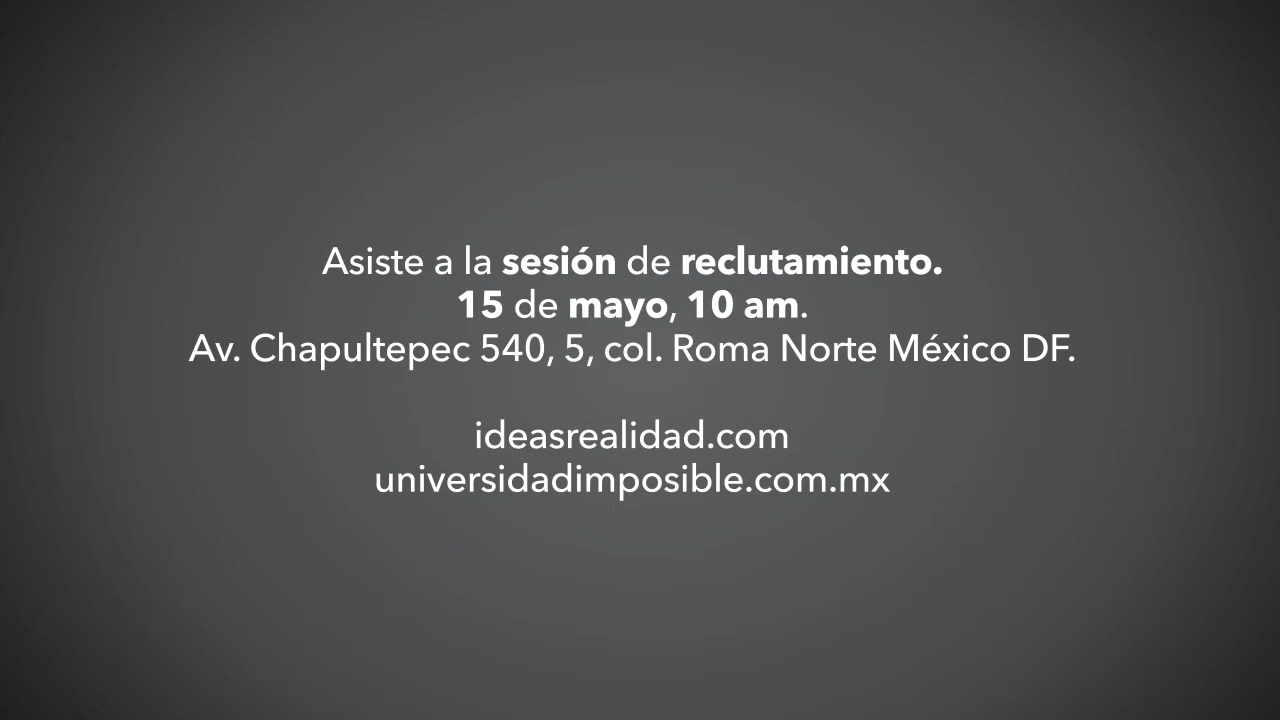 Asiste a la sesión de reclutamiento.
15 de mayo, 10 am.
Av. Chapultepec 540, 5, col. Roma Norte México DF.
ideasrealidad.com
universidadimposible.com.mx